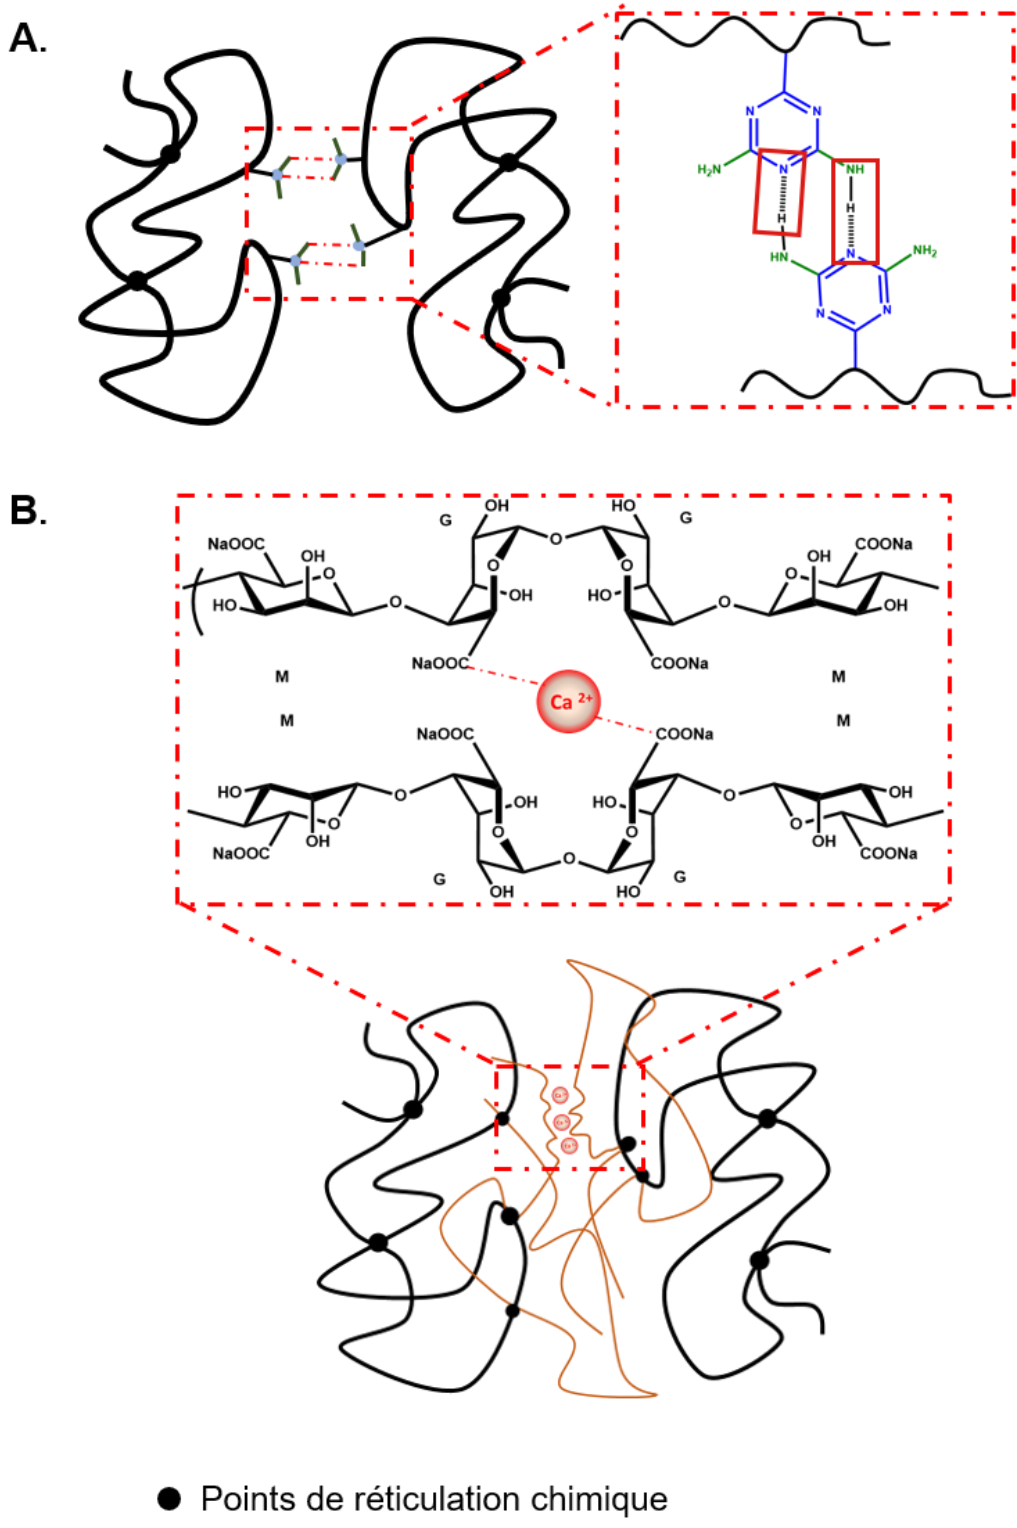 A.
N N
H₂N N NH
H H
HN N NH₂
N N
B.
G OH HO G
NaOOC OH O O O O OH COONa
HO O OH HO O OH
NaOOC COONa
M M
Ca 2+
M M
NaOOC COONa
HO O OH HO O OH
O OH O O O OH
NaOOC G OH O HO G COONa
Ca²⁺
Points de réticulation chimique